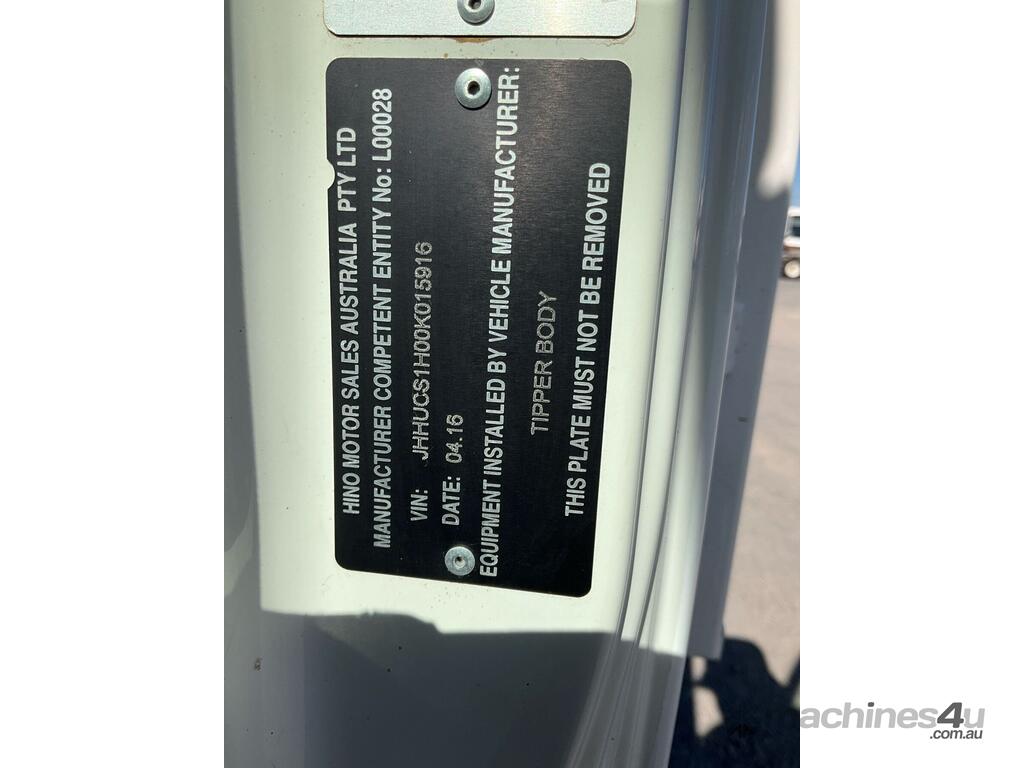 HINO MOTOR SALES AUSTRALIA PTY LTD
MANUFACTURER COMPETENT ENTITY No: L00028
VIN: JHHUCS1H00K015916
DATE: 04.16
EQUIPMENT INSTALLED BY VEHICLE MANUFACTURER:
TIPPER BODY
THIS PLATE MUST NOT BE REMOVED
machines4u
.com.au